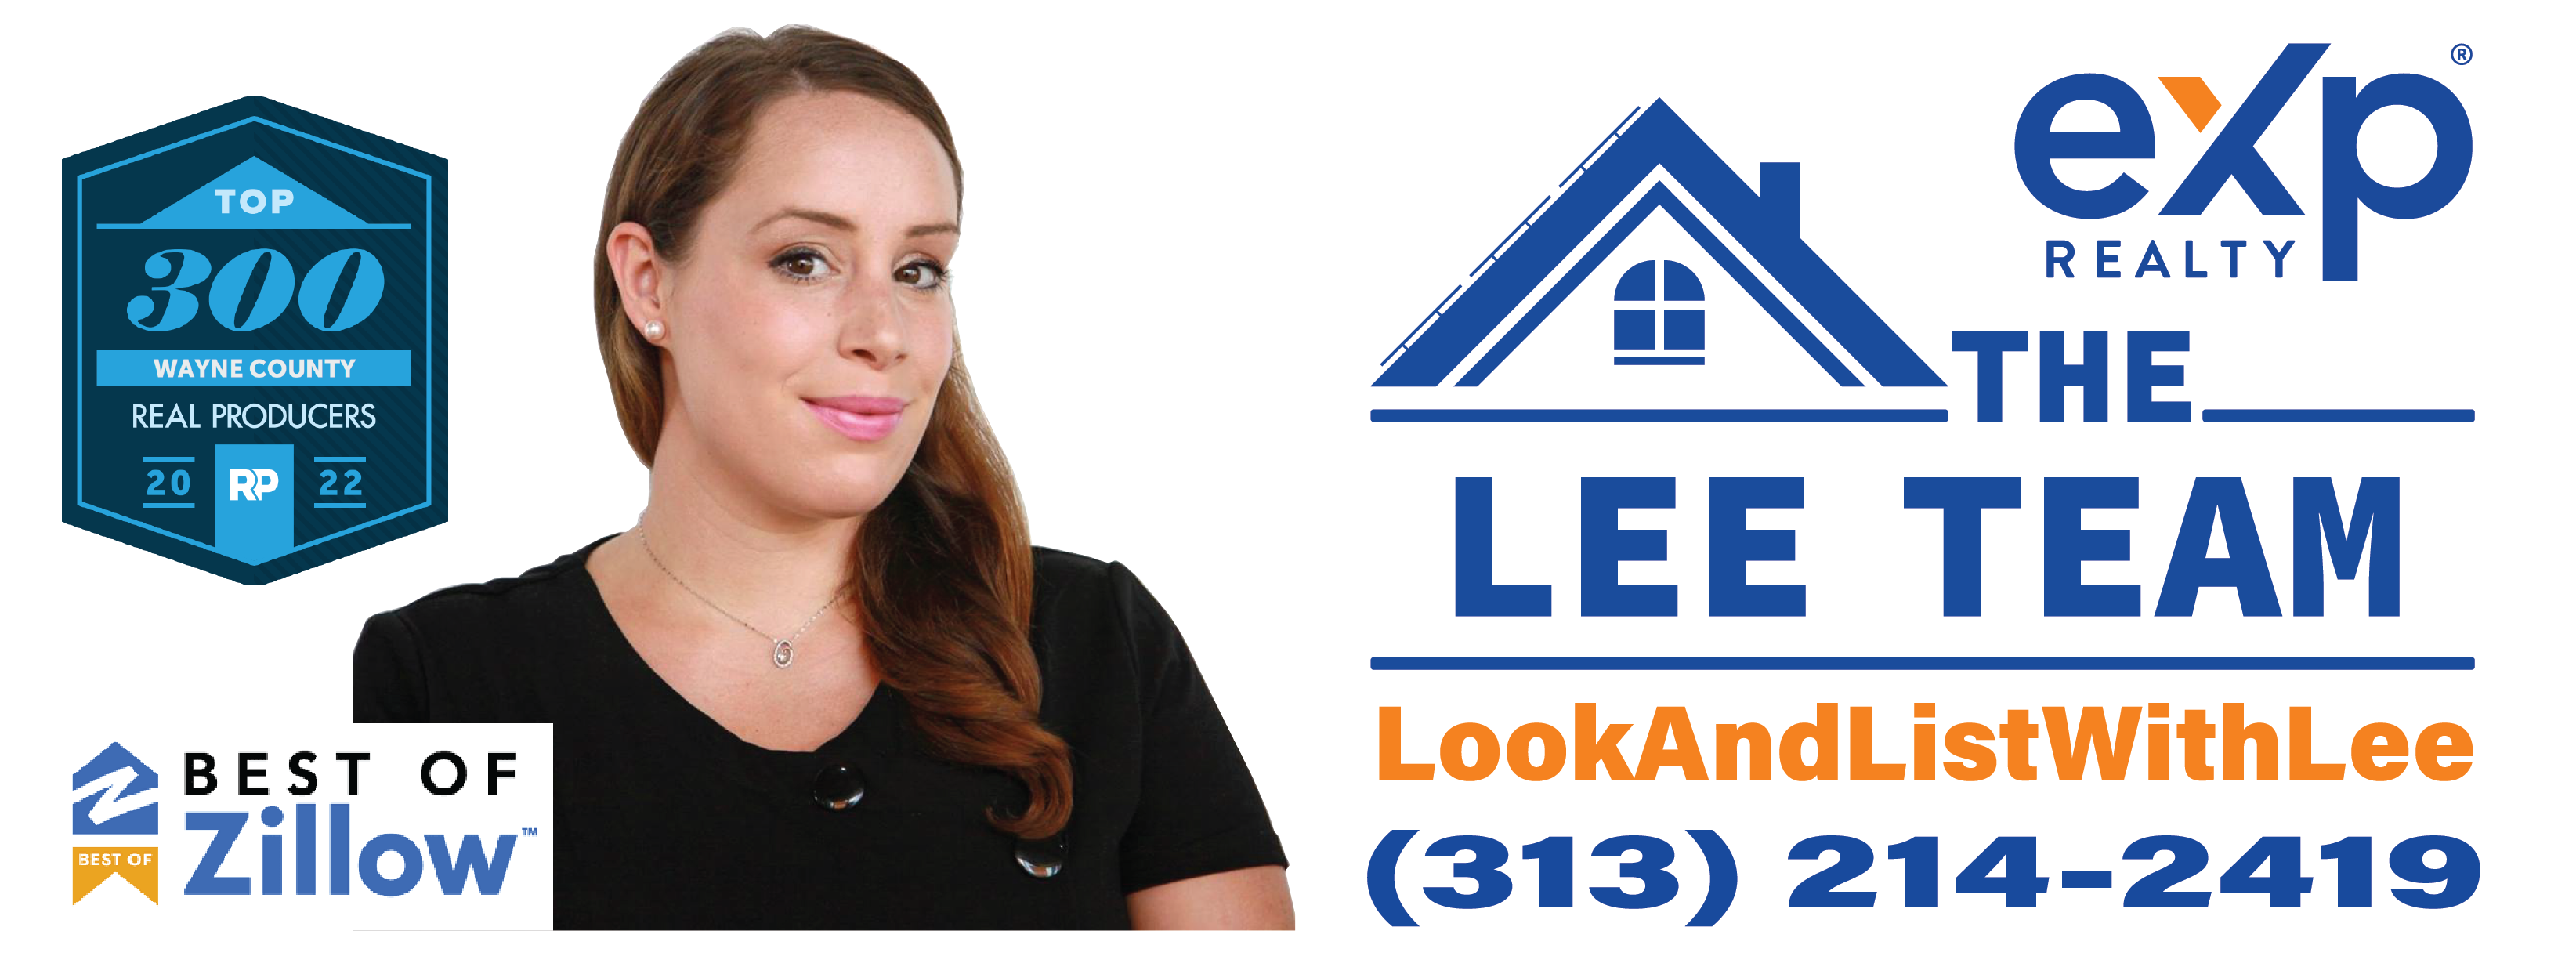 TOP
300
WAYNE COUNTY
REAL PRODUCERS
20 RP 22
BEST OF
Zillow™
BEST OF
exp®
REALTY
THE
LEE TEAM
LookAndListWithLee
(313) 214-2419